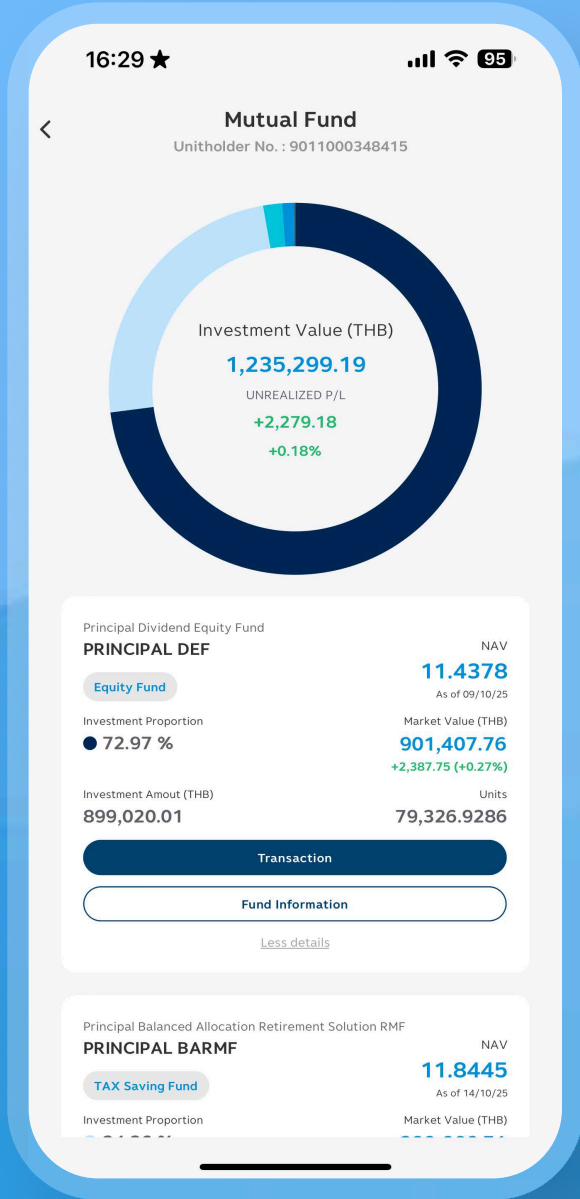 16:29
95
Mutual Fund
Unitholder No. : 9011000348415
Investment Value (THB)
1,235,299.19
UNREALIZED P/L
+2,279.18
+0.18%
Principal Dividend Equity Fund
PRINCIPAL DEF
NAV
11.4378
Equity Fund
As of 09/10/25
Investment Proportion
Market Value (THB)
72.97 %
901,407.76
+2,387.75 (+0.27%)
Investment Amout (THB)
Units
899,020.01
79,326.9286
Transaction
Fund Information
Less details
Principal Balanced Allocation Retirement Solution RMF
PRINCIPAL BARMF
NAV
11.8445
TAX Saving Fund
As of 14/10/25
Investment Proportion
Market Value (THB)